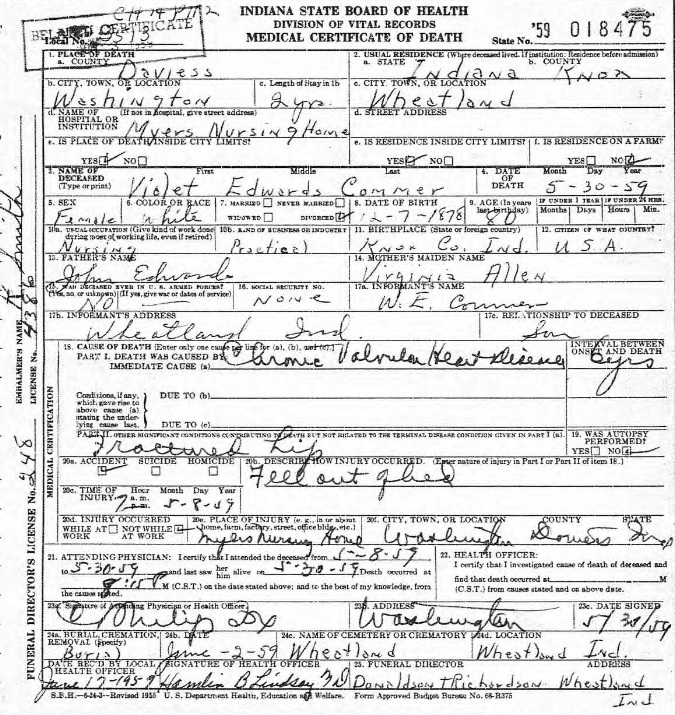 INDIANA STATE BOARD OF HEALTH
DIVISION OF VITAL RECORDS
MEDICAL CERTIFICATE OF DEATH
CERTIFICATE
Local No.
State No. '59 018475
1. PLACE OF DEATH
a. COUNTY Daviess
2. USUAL RESIDENCE (Where deceased lived. If institution: Residence before admission)
a. STATE Indiana b. COUNTY Knox
b. CITY, TOWN, OR LOCATION Washington
c. Length of Stay in 1b 2yrs.
c. CITY, TOWN, OR LOCATION Wheatland
d. NAME OF HOSPITAL OR INSTITUTION (If not in hospital, give street address) Myers Nursing Home
d. STREET ADDRESS
e. IS PLACE OF DEATH INSIDE CITY LIMITS? YES NO
e. IS RESIDENCE INSIDE CITY LIMITS? YES NO
f. IS RESIDENCE ON A FARM? YES NO
3. NAME OF DECEASED (Type or print) First Middle Last
Violet Edwards Commer
4. DATE OF DEATH Month Day Year
5-30-59
5. SEX Female
6. COLOR OR RACE White
7. MARRIED NEVER MARRIED WIDOWED DIVORCED
8. DATE OF BIRTH 12-7-1878
9. AGE (In years last birthday) 80
IF UNDER 1 YEAR Months Days
IF UNDER 24 HRS. Hours Min.
10a. USUAL OCCUPATION (Give kind of work done during most of working life, even if retired) Nursing
10b. KIND OF BUSINESS OR INDUSTRY Practical
11. BIRTHPLACE (State or foreign country) Knox Co. Ind.
12. CITIZEN OF WHAT COUNTRY? U.S.A.
13. FATHER'S NAME John Edwards
14. MOTHER'S MAIDEN NAME Virginia Allen
15. WAS DECEASED EVER IN U.S. ARMED FORCES? (Yes, no, or unknown) (If yes, give war or dates of service) NO
16. SOCIAL SECURITY NO. NONE
17a. INFORMANT'S NAME W. E. Commer
17b. INFORMANT'S ADDRESS Wheatland Ind.
17c. RELATIONSHIP TO DECEASED Son
18. CAUSE OF DEATH (Enter only one cause per line for (a), (b), and (c).)
PART I. DEATH WAS CAUSED BY
IMMEDIATE CAUSE (a) Chronic Valvular Heart Disease
INTERVAL BETWEEN ONSET AND DEATH
Conditions, if any, which gave rise to above cause (a) stating the underlying cause last.
DUE TO (b)
DUE TO (c)
PART II. OTHER SIGNIFICANT CONDITIONS CONTRIBUTING TO DEATH BUT NOT RELATED TO THE TERMINAL DISEASE CONDITION GIVEN IN PART I (a).
Fractured hip
19. WAS AUTOPSY PERFORMED? YES NO
20a. ACCIDENT SUICIDE HOMICIDE
20b. DESCRIBE HOW INJURY OCCURRED. (Enter nature of injury in Part I or Part II of item 18.)
Fell out of bed
20c. TIME OF INJURY Hour Month Day Year
a.m. p.m. 5-8-59
20d. INJURY OCCURRED WHILE AT WORK NOT WHILE AT WORK
20e. PLACE OF INJURY (e. g., in or about home, farm, factory, street, office bldg., etc.) Myers Nursing Home
20f. CITY, TOWN, OR LOCATION COUNTY STATE
Washington Daviess Ind
21. ATTENDING PHYSICIAN: I certify that I attended the deceased from 5-8-59
to 5-30-59 and last saw her him alive on 5-30-59. Death occurred at
M (C.S.T.) on the date stated above; and to the best of my knowledge, from the causes stated.
22. HEALTH OFFICER:
I certify that I investigated cause of death of deceased and find that death occurred at M
(C.S.T.) from causes stated and on above date.
23a. Signature of Attending Physician or Health Officer
C Philip
23b. ADDRESS Washington
23c. DATE SIGNED 5/30/59
24a. BURIAL, CREMATION, REMOVAL (Specify) Burial
24b. DATE June-2-59
24c. NAME OF CEMETERY OR CREMATORY Wheatland
24d. LOCATION Wheatland Ind.
DATE REC'D BY LOCAL HEALTH OFFICER June 17-1959
SIGNATURE OF HEALTH OFFICER Hamlin B Lindsay MD
25. FUNERAL DIRECTOR Donaldson & Richardson
ADDRESS Wheatland Ind
S.B.H.-6-24-3-Revised 1955 U. S. Department Health, Education and Welfare. Form Approved Budget Bureau No. 68-R375
FUNERAL DIRECTOR'S LICENSE No. 248
EMBALMER'S NAME Smith
LICENSE No. 4386
MEDICAL CERTIFICATION